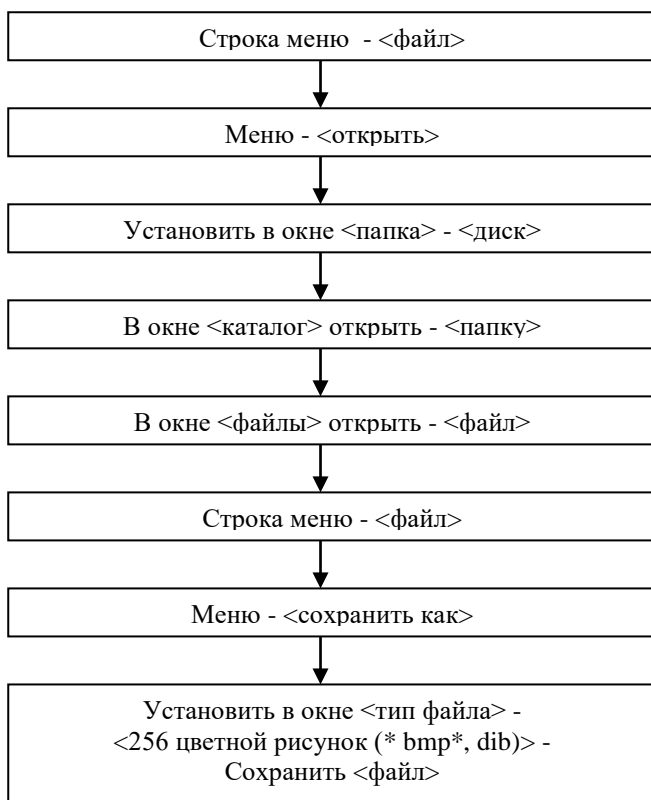 Строка меню - <файл>
Меню - <открыть>
Установить в окне <папка> - <диск>
В окне <каталог> открыть - <папку>
В окне <файлы> открыть - <файл>
Строка меню - <файл>
Меню - <сохранить как>
Установить в окне <тип файла> -
<256 цветной рисунок (* bmp*, dib)> -
Сохранить <файл>